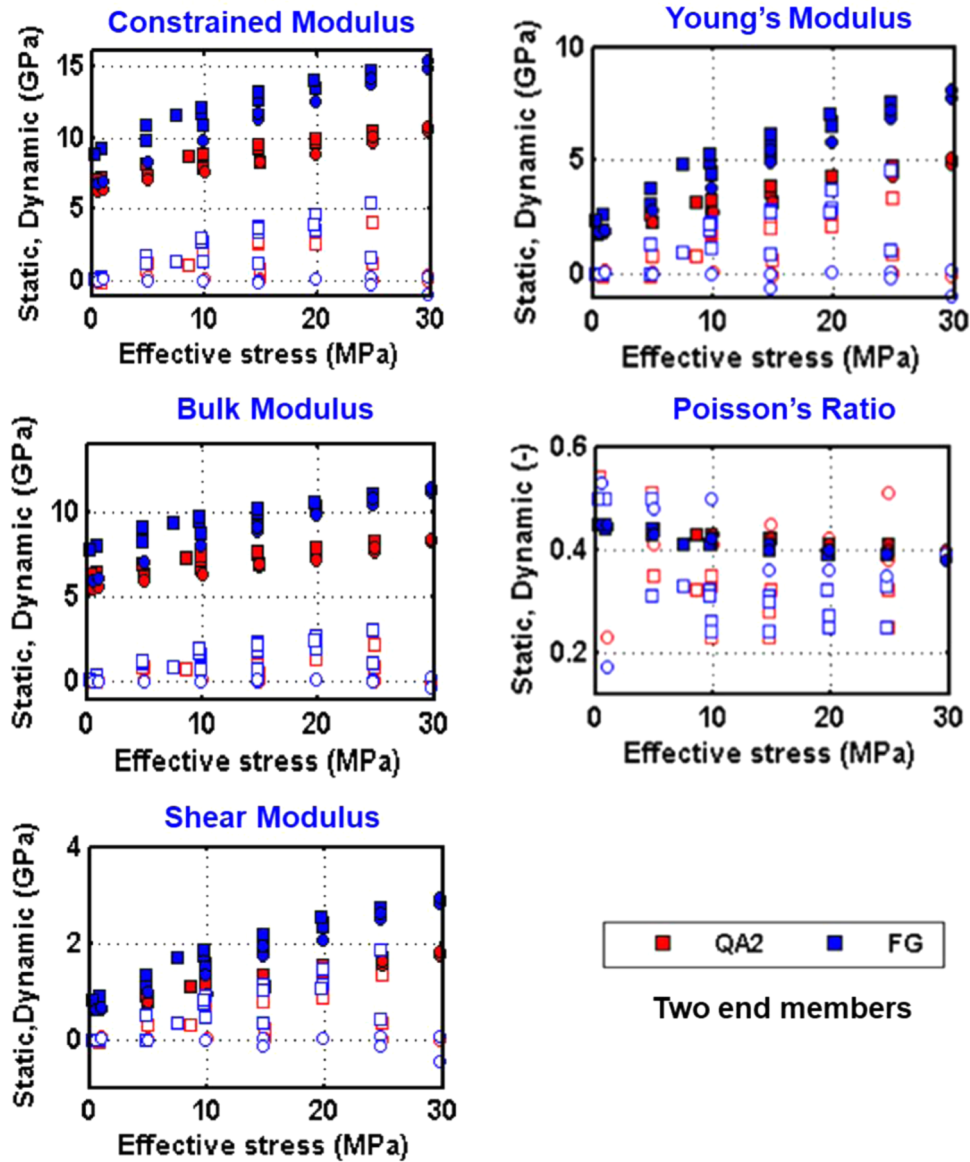 Constrained Modulus
Static, Dynamic (GPa)
15
10
5
0
0 10 20 30
Effective stress (MPa)
Young's Modulus
Static, Dynamic (GPa)
10
5
0
0 10 20 30
Effective stress (MPa)
Bulk Modulus
Static, Dynamic (GPa)
10
5
0
0 10 20 30
Effective stress (MPa)
Poisson's Ratio
Static, Dynamic (-)
0.6
0.4
0.2
0 10 20 30
Effective stress (MPa)
Shear Modulus
Static,Dynamic (GPa)
4
2
0
0 10 20 30
Effective stress (MPa)
QA2 FG
Two end members